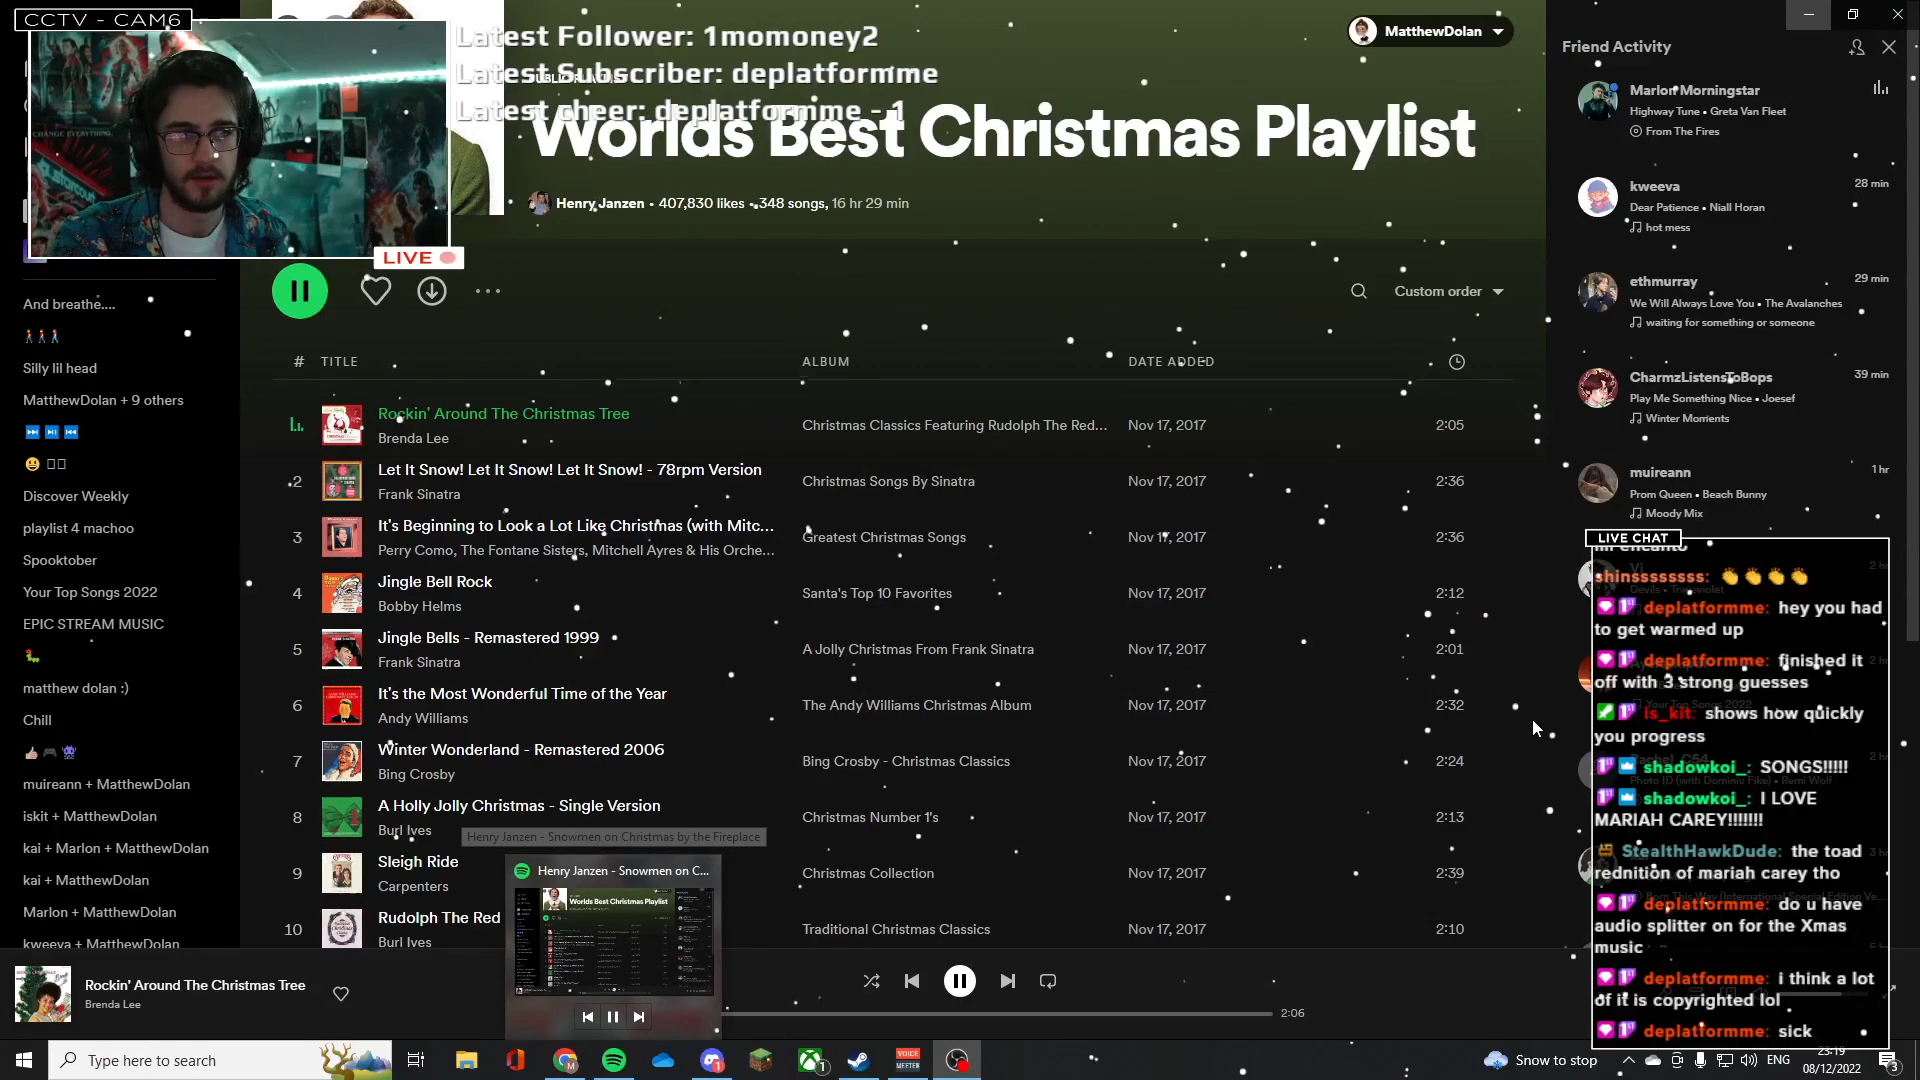 CCTV - CAM6
LIVE
Latest Follower: 1momoney2
Latest Subscriber: deplatformme
Latest cheer: deplatformme - 1
Worlds Best Christmas Playlist
Henry Janzen • 407,830 likes • 348 songs, 16 hr 29 min
MatthewDolan
And breathe....
Silly lil head
MatthewDolan + 9 others
Discover Weekly
playlist 4 machoo
Spooktober
Your Top Songs 2022
EPIC STREAM MUSIC
matthew dolan :)
Chill
muireann + MatthewDolan
iskit + MatthewDolan
kai + Marlon + MatthewDolan
kai + MatthewDolan
Marlon + MatthewDolan
kweeva + MatthewDolan
Custom order
# TITLE ALBUM DATE ADDED
Rockin' Around The Christmas Tree
Brenda Lee
Christmas Classics Featuring Rudolph The Red... Nov 17, 2017 2:05
2 Let It Snow! Let It Snow! Let It Snow! - 78rpm Version
Frank Sinatra
Christmas Songs By Sinatra Nov 17, 2017 2:36
3 It's Beginning to Look a Lot Like Christmas (with Mitc...
Perry Como, The Fontane Sisters, Mitchell Ayres & His Orche...
Greatest Christmas Songs Nov 17, 2017 2:36
4 Jingle Bell Rock
Bobby Helms
Santa's Top 10 Favorites Nov 17, 2017 2:12
5 Jingle Bells - Remastered 1999
Frank Sinatra
A Jolly Christmas From Frank Sinatra Nov 17, 2017 2:01
6 It's the Most Wonderful Time of the Year
Andy Williams
The Andy Williams Christmas Album Nov 17, 2017 2:32
7 Winter Wonderland - Remastered 2006
Bing Crosby
Bing Crosby - Christmas Classics Nov 17, 2017 2:24
8 A Holly Jolly Christmas - Single Version
Burl Ives
Christmas Number 1's Nov 17, 2017 2:13
Henry Janzen - Snowmen on Christmas by the Fireplace
9 Sleigh Ride
Carpenters
Christmas Collection Nov 17, 2017 2:39
Henry Janzen - Snowmen on C...
Worlds Best Christmas Playlist
10 Rudolph The Red
Burl Ives
Traditional Christmas Classics Nov 17, 2017 2:10
Friend Activity
Marlon Morningstar
Highway Tune • Greta Van Fleet
From The Fires
kweeva 28 min
Dear Patience • Niall Horan
hot mess
ethmurray 29 min
We Will Always Love You • The Avalanches
waiting for something or someone
CharmzListensToBops 39 min
Play Me Something Nice • Joesef
Winter Moments
muireann 1 hr
Prom Queen • Beach Bunny
Moody Mix
LIVE CHAT
shinssssssss: 👏 👏 👏 👏
deplatformme: hey you had
to get warmed up
deplatformme: finished it
off with 3 strong guesses
is_kit: shows how quickly
you progress
shadowkoi_: SONGS!!!!!
shadowkoi_: I LOVE
MARIAH CAREY!!!!!!!
StealthHawkDude: the toad
rednition of mariah carey tho
deplatformme: do u have
audio splitter on for the Xmas
music
deplatformme: i think a lot
of it is copyrighted lol
deplatformme: sick
Rockin' Around The Christmas Tree
Brenda Lee
2:06
Type here to search
VOICE
MEETER
Snow to stop
ENG
23:19
08/12/2022